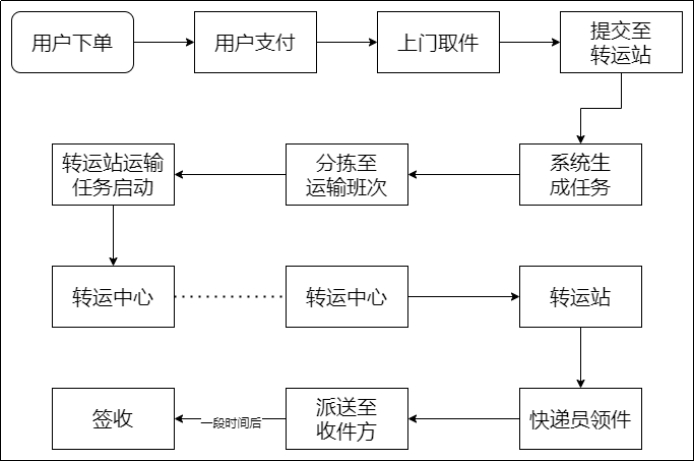 用户下单
用户支付
上门取件
提交至
转运站
转运站运输
任务启动
分拣至
运输班次
系统生
成任务
转运中心
转运中心
转运站
签收
一段时间后
派送至
收件方
快递员领件